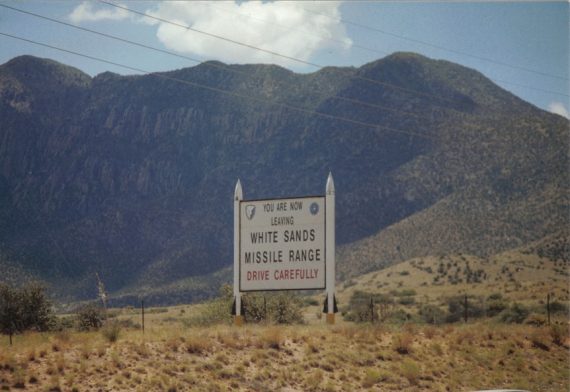 YOU ARE NOW
LEAVING
WHITE SANDS
MISSILE RANGE
DRIVE CAREFULLY